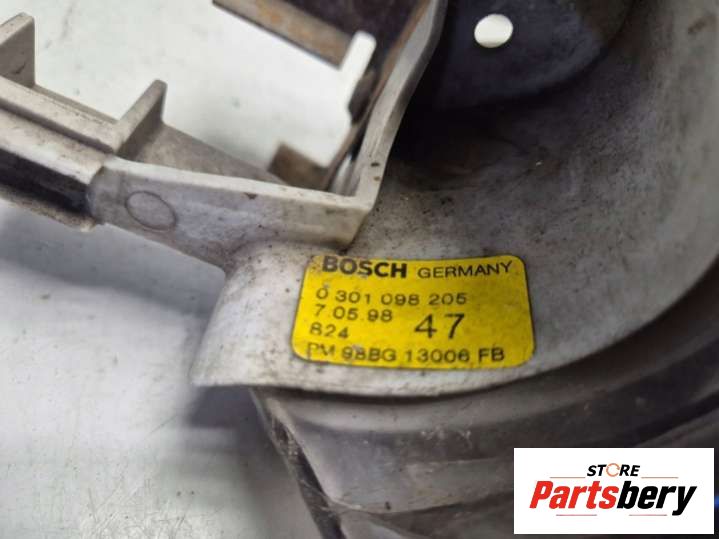 BOSCH GERMANY
0 301 098 205
7.05.98 47
824
PM 98BG 13006 FB
STORE
Partsbery